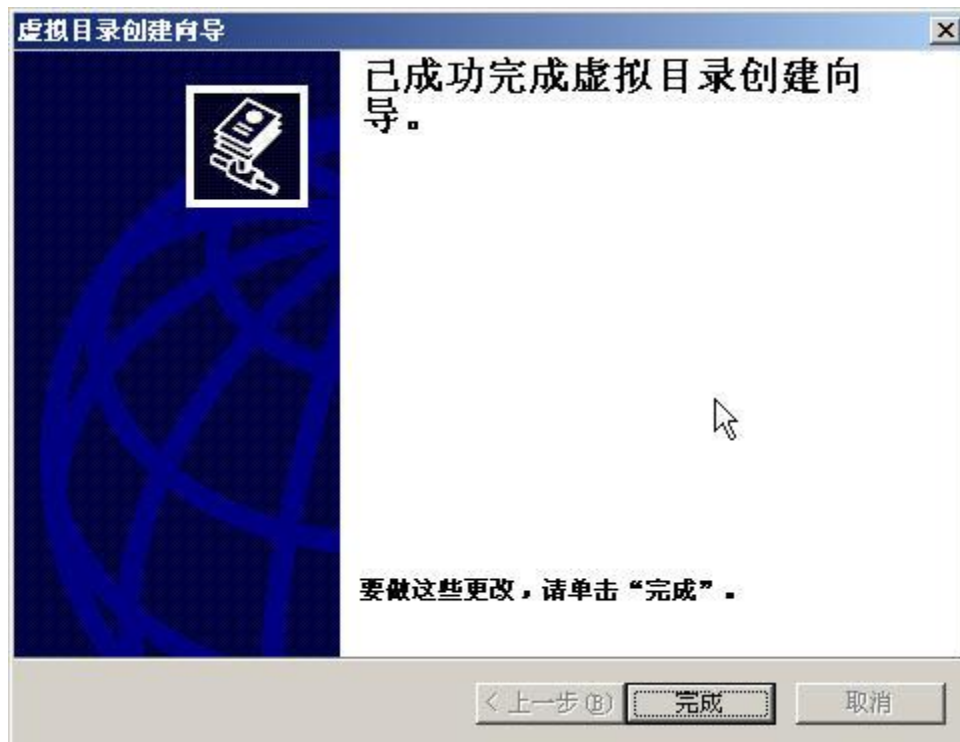 虚拟目录创建向导
已成功完成虚拟目录创建向
导。
要做这些更改，请单击“完成”。
< 上一步(B)
完成
取消